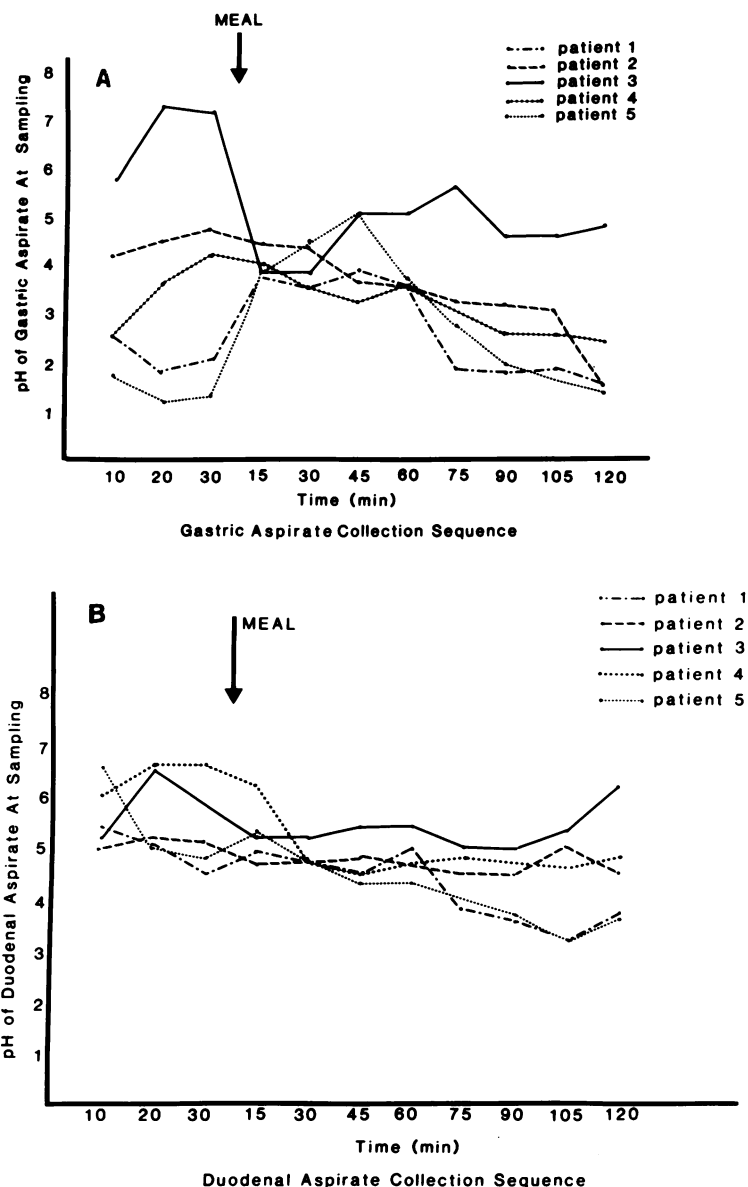 MEAL
A
patient 1
patient 2
patient 3
patient 4
patient 5
pH of Gastric Aspirate At Sampling
8
7
6
5
4
3
2
1
10 20 30 15 30 45 60 75 90 105 120
Time (min)
Gastric Aspirate Collection Sequence
B
MEAL
patient 1
patient 2
patient 3
patient 4
patient 5
pH of Duodenal Aspirate At Sampling
8
7
6
5
4
3
2
1
10 20 30 15 30 45 60 75 90 105 120
Time (min)
Duodenal Aspirate Collection Sequence